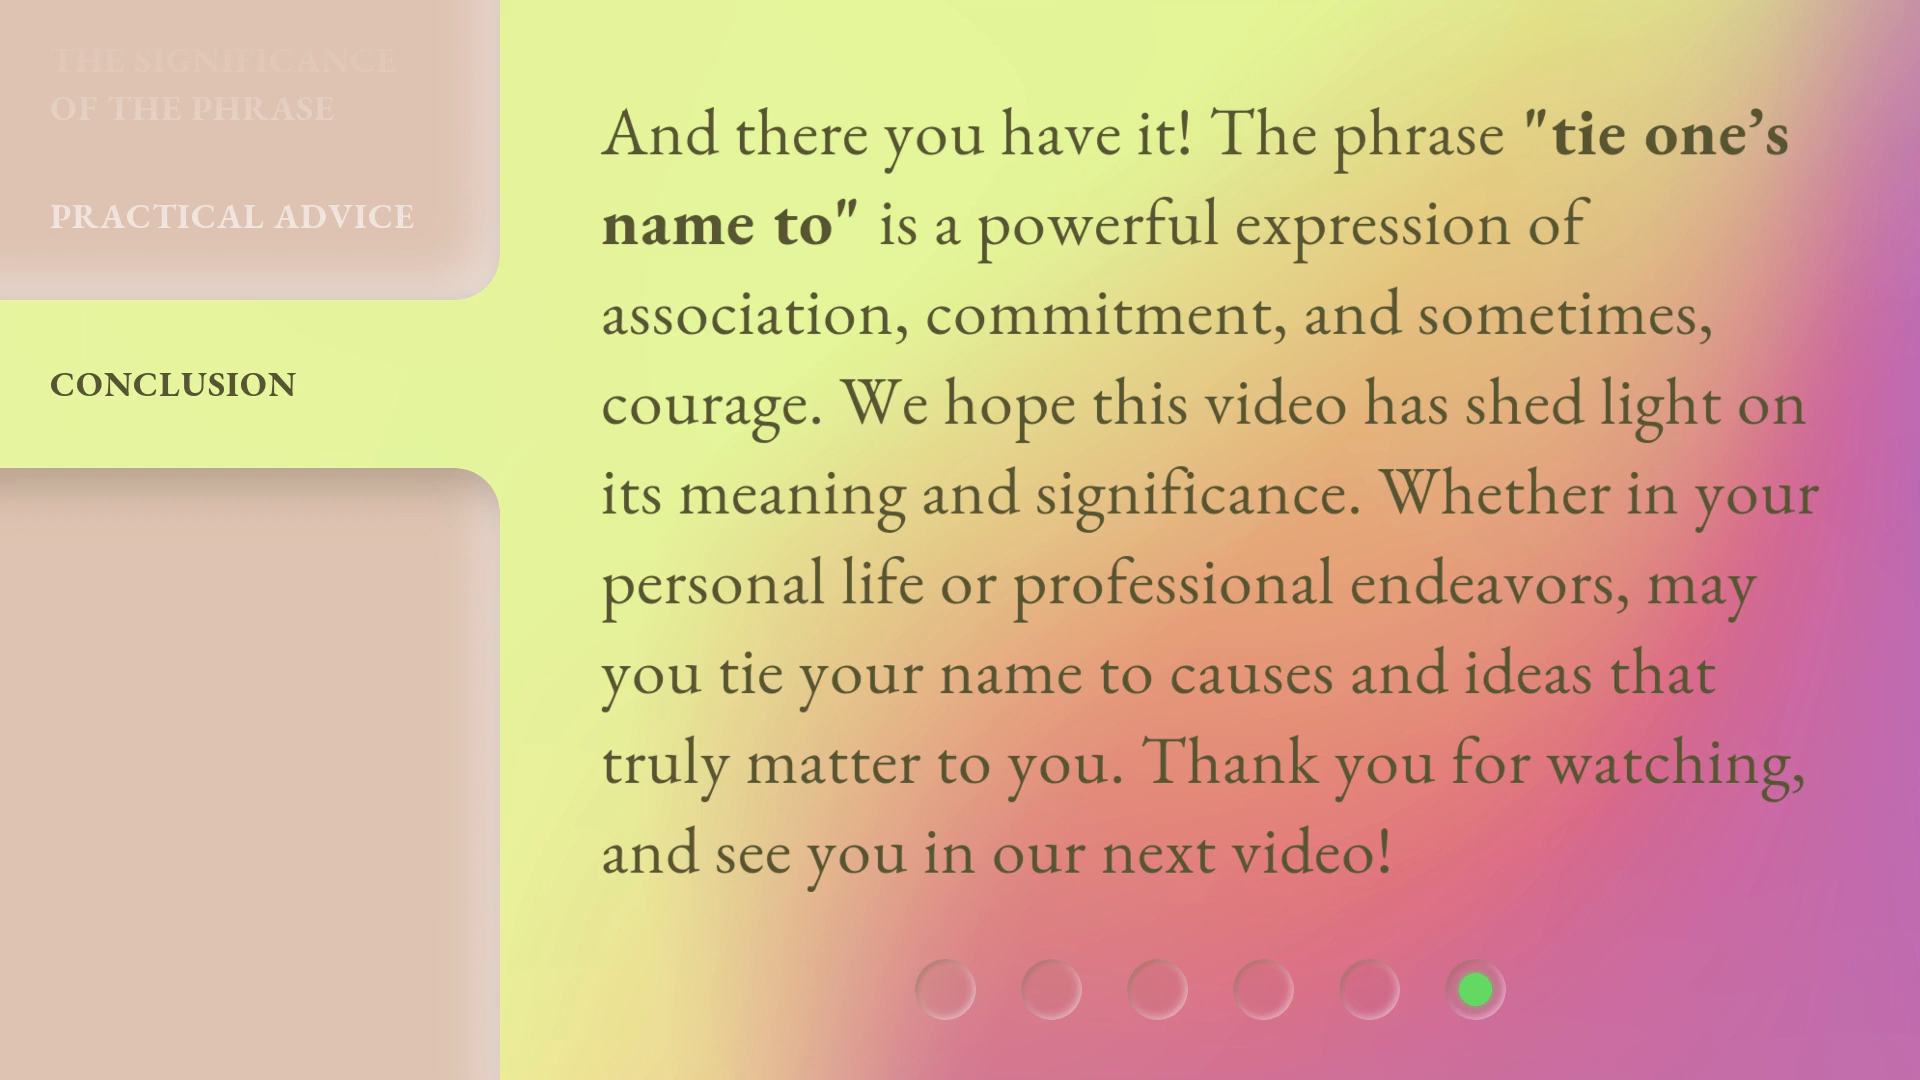 THE SIGNIFICANCE
OF THE PHRASE
PRACTICAL ADVICE
CONCLUSION
And there you have it! The phrase "tie one’s
name to" is a powerful expression of
association, commitment, and sometimes,
courage. We hope this video has shed light on
its meaning and significance. Whether in your
personal life or professional endeavors, may
you tie your name to causes and ideas that
truly matter to you. Thank you for watching,
and see you in our next video!